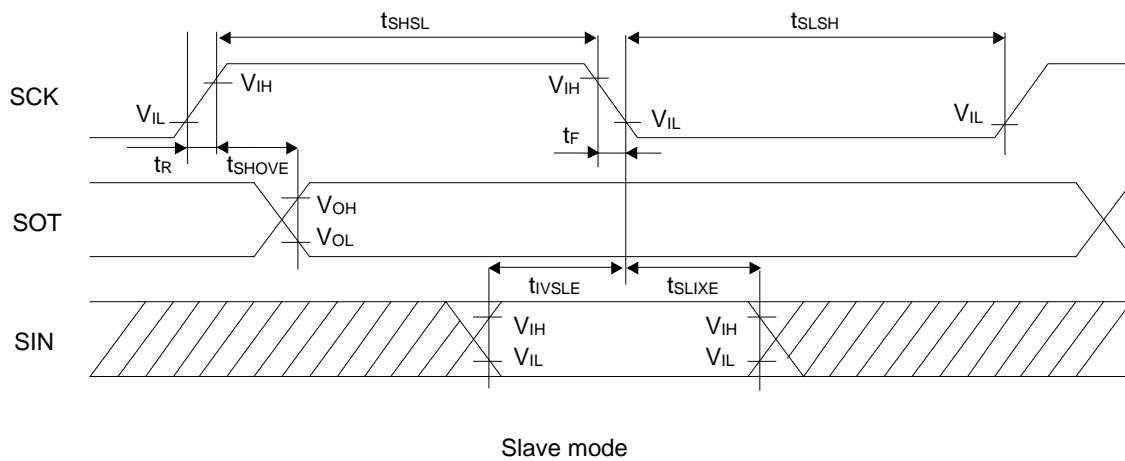 tSHSL
tSLSH
SCK
VIH
VIH
VIL
VIL
VIL
tR
tSHOVE
tF
SOT
VOH
VOL
tIVSLE
tSLIXE
SIN
VIH
VIH
VIL
VIL
Slave mode